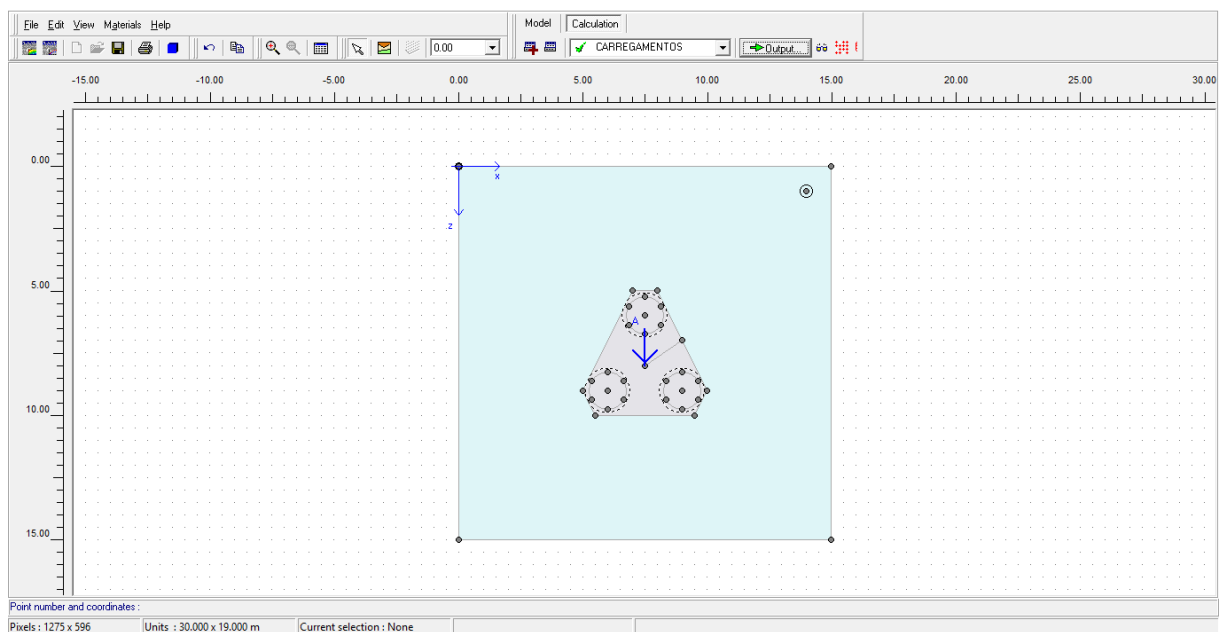 File Edit View Materials Help
Model Calculation
0.00 CARREGAMENTOS Output...
-15.00 -10.00 -5.00 0.00 5.00 10.00 15.00 20.00 25.00 30.00
0.00
x
z
5.00
A
10.00
15.00
Point number and coordinates :
Pixels : 1275 x 596 Units : 30.000 x 19.000 m Current selection : None